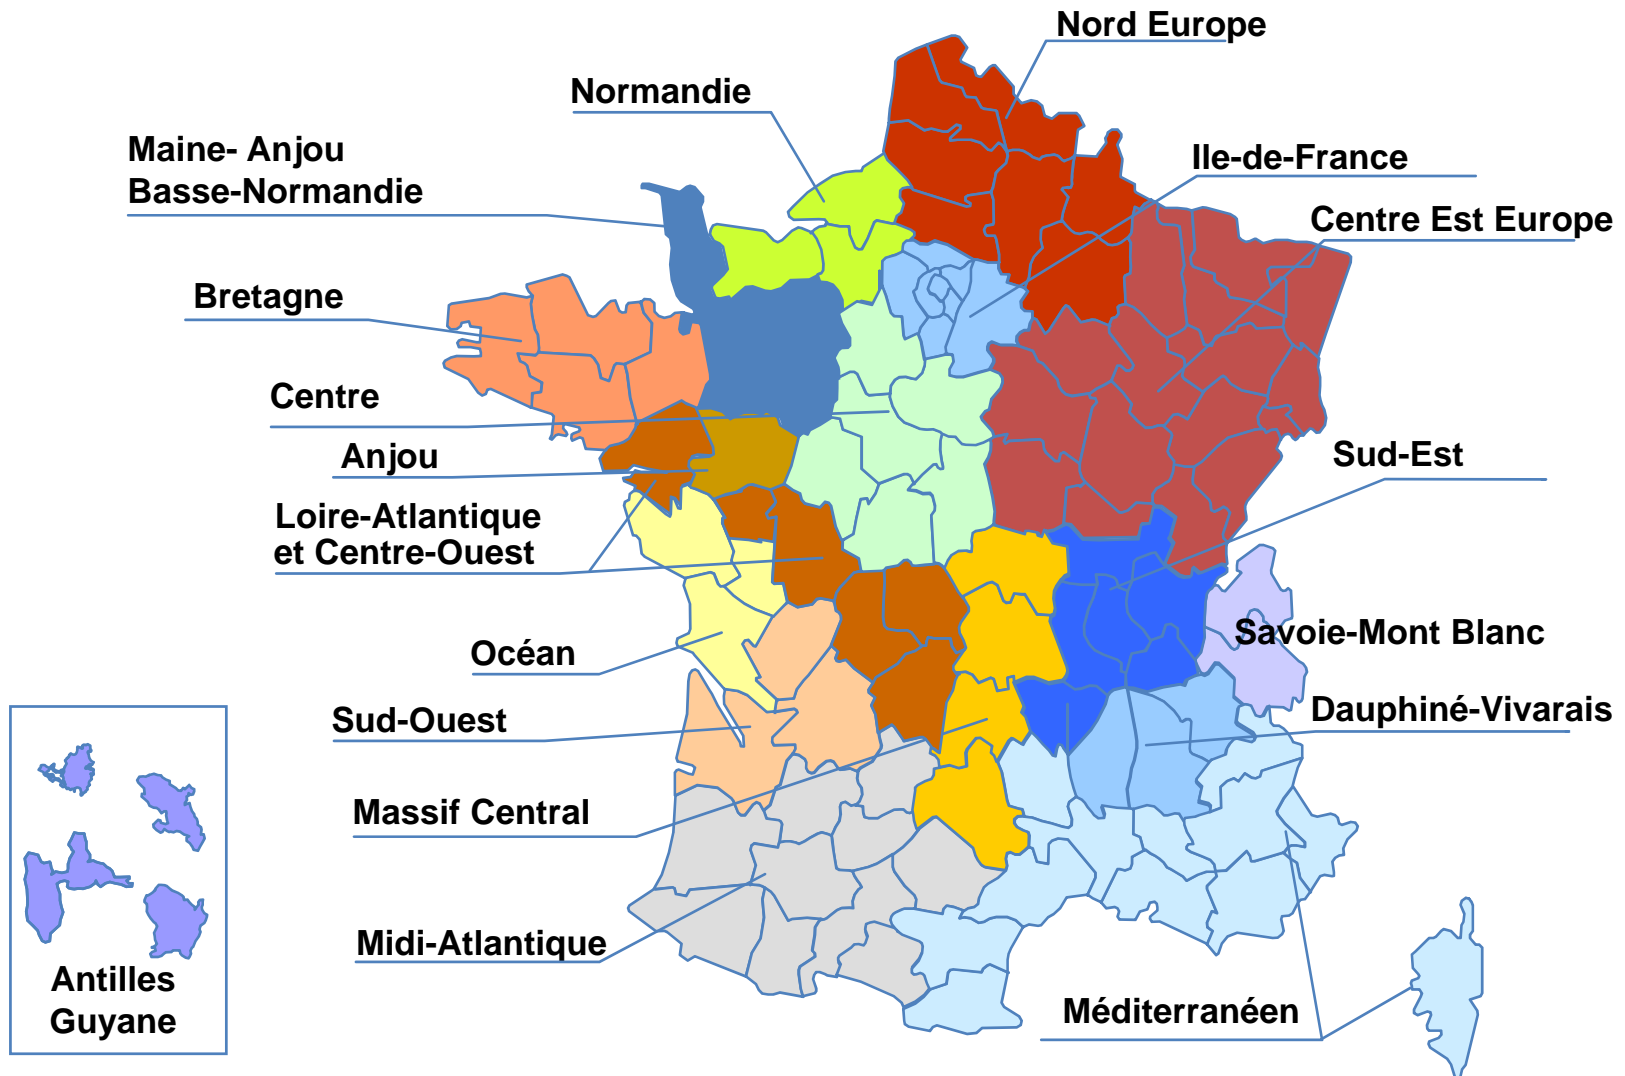 Nord Europe
Normandie
Maine- Anjou
Basse-Normandie
Ile-de-France
Centre Est Europe
Bretagne
Centre
Anjou
Sud-Est
Loire-Atlantique
et Centre-Ouest
Savoie-Mont Blanc
Océan
Sud-Ouest
Dauphiné-Vivarais
Massif Central
Midi-Atlantique
Antilles
Guyane
Méditerranéen